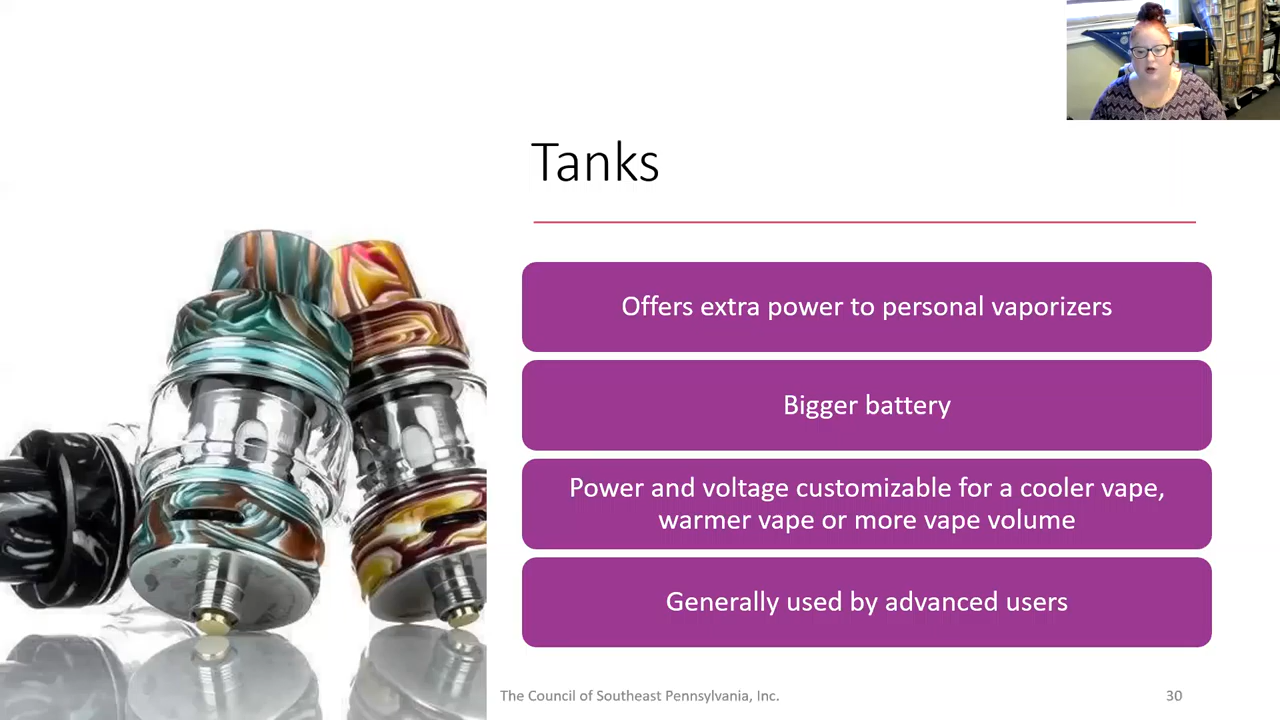 Tanks
Offers extra power to personal vaporizers
Bigger battery
Power and voltage customizable for a cooler vape,
warmer vape or more vape volume
Generally used by advanced users
The Council of Southeast Pennsylvania, Inc.
30